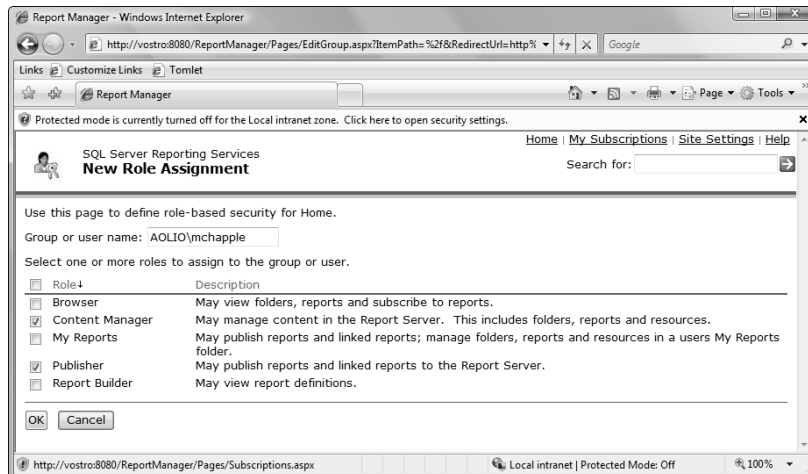 Report Manager - Windows Internet Explorer
http://vostro:8080/ReportManager/Pages/EditGroup.aspx?ItemPath=%2f&RedirectUrl=http%
Google
Links Customize Links Tomlet
Report Manager
Page Tools
Protected mode is currently turned off for the Local intranet zone. Click here to open security settings.
Home | My Subscriptions | Site Settings | Help
SQL Server Reporting Services
New Role Assignment
Search for:
Use this page to define role-based security for Home.
Group or user name: AOLIO\mchapple
Select one or more roles to assign to the group or user.
Role↓ Description
Browser May view folders, reports and subscribe to reports.
Content Manager May manage content in the Report Server. This includes folders, reports and resources.
My Reports May publish reports and linked reports; manage folders, reports and resources in a users My Reports
folder.
Publisher May publish reports and linked reports to the Report Server.
Report Builder May view report definitions.
OK Cancel
http://vostro:8080/ReportManager/Pages/Subscriptions.aspx Local intranet | Protected Mode: Off 100%